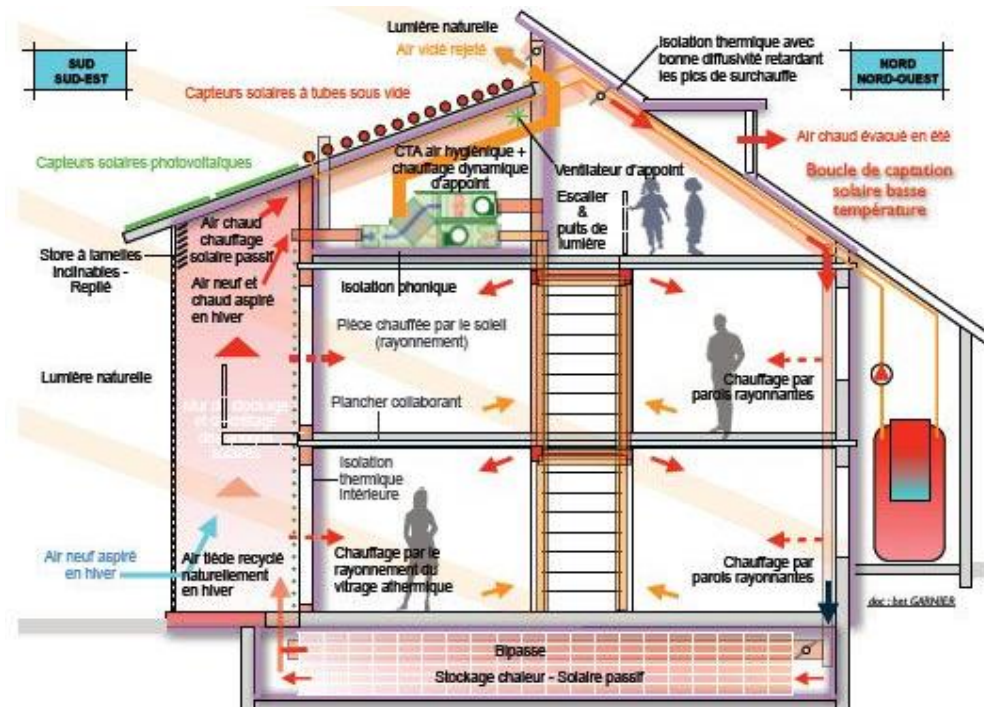 Lumière naturelle
Air vicié rejeté
SUD
SUD-EST
Isolation thermique avec
bonne diffusivité retardant
les pics de surchauffe
NORD
NORD-OUEST
Capteurs solaires à tubes sous vide
Air chaud évacué en été
Capteurs solaires photovoltaïques
CTA air hygiénique +
chauffage dynamique
d'appoint
Ventilateur d'appoint
Boucle de captation
solaire basse
température
Escalier
&
puits de
lumière
Air chaud
chauffage
solaire passif
Store à lamelles
Inclinables -
Replié
Air neuf et
chaud aspiré
en hiver
Isolation phonique
Pièce chauffée par le soleil
(rayonnement)
Lumière naturelle
Chauffage par
parois rayonnantes
Plancher collaborant
Mur de stockage
et
Isolation
thermique
Intérieure
Air neuf aspiré
en hiver
Air tiède recyclé
naturellement
en hiver
Chauffage par le
rayonnement du
vitrage athermique
Chauffage par
parois rayonnantes
doc : bet GARNIER
Bipasse
Stockage chaleur - Solaire passif